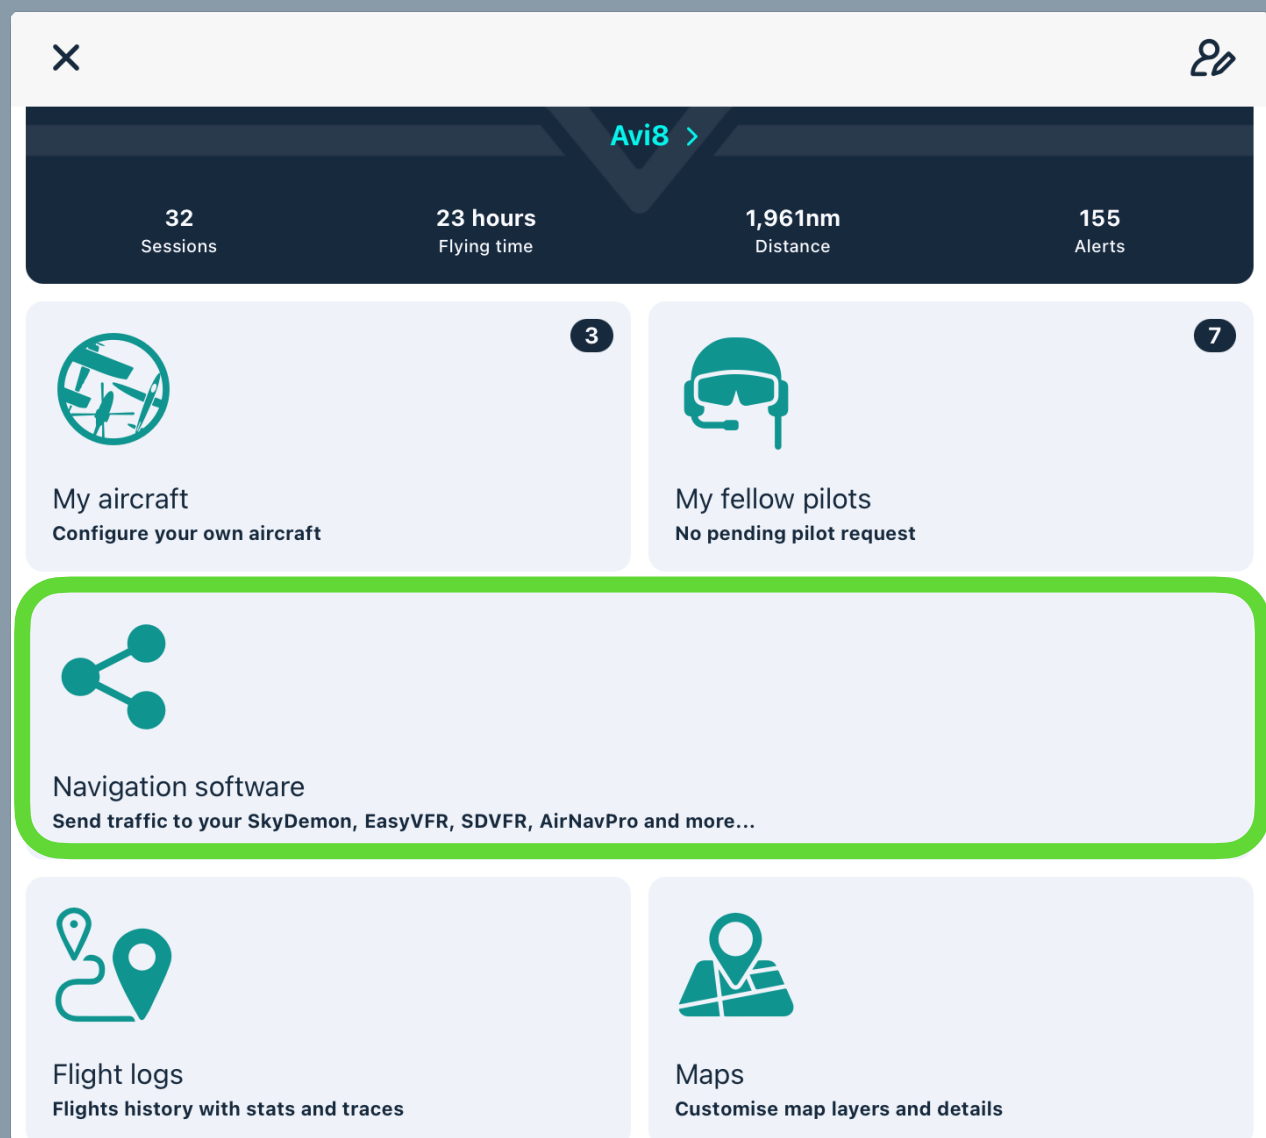 Avi8
32
Sessions
23 hours
Flying time
1,961nm
Distance
155
Alerts
3
My aircraft
Configure your own aircraft
7
My fellow pilots
No pending pilot request
Navigation software
Send traffic to your SkyDemon, EasyVFR, SDVFR, AirNavPro and more...
Flight logs
Flights history with stats and traces
Maps
Customise map layers and details